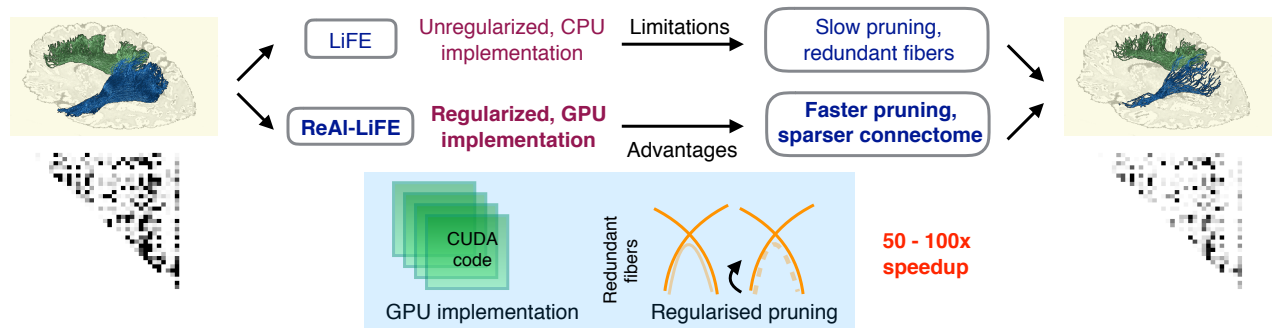 LiFE
Unregularized, CPU
implementation
Limitations
Slow pruning,
redundant fibers
ReAl-LiFE
Regularized, GPU
implementation
Advantages
Faster pruning,
sparser connectome
CUDA
code
GPU implementation
Redundant
fibers
Regularised pruning
50 - 100x
speedup